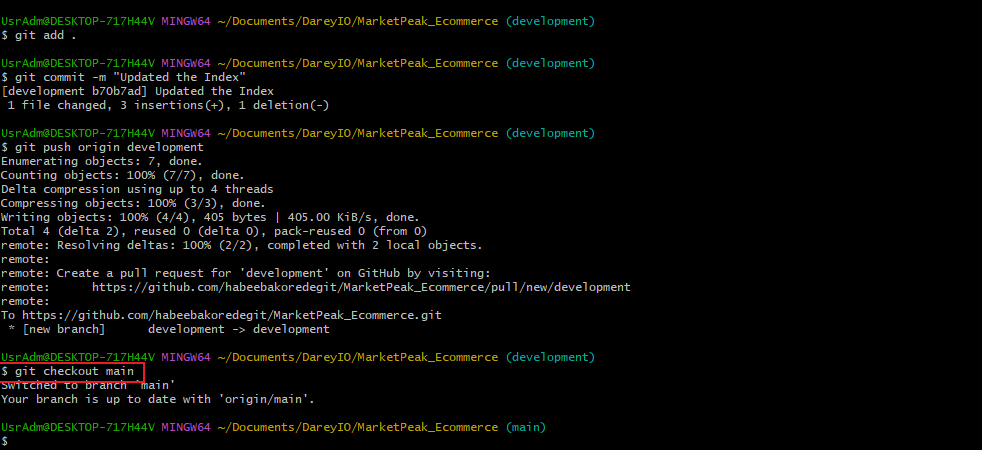 UsrAdm@DESKTOP-717H44V MINGW64 ~/Documents/DareyIO/MarketPeak_Ecommerce (development)
$ git add .
UsrAdm@DESKTOP-717H44V MINGW64 ~/Documents/DareyIO/MarketPeak_Ecommerce (development)
$ git commit -m "Updated the Index"
[development b70b7ad] Updated the Index
 1 file changed, 3 insertions(+), 1 deletion(-)
UsrAdm@DESKTOP-717H44V MINGW64 ~/Documents/DareyIO/MarketPeak_Ecommerce (development)
$ git push origin development
Enumerating objects: 7, done.
Counting objects: 100% (7/7), done.
Delta compression using up to 4 threads
Compressing objects: 100% (3/3), done.
Writing objects: 100% (4/4), 405 bytes | 405.00 KiB/s, done.
Total 4 (delta 2), reused 0 (delta 0), pack-reused 0 (from 0)
remote: Resolving deltas: 100% (2/2), completed with 2 local objects.
remote:
remote: Create a pull request for 'development' on GitHub by visiting:
remote:      https://github.com/habeebakoredegit/MarketPeak_Ecommerce/pull/new/development
remote:
To https://github.com/habeebakoredegit/MarketPeak_Ecommerce.git
 * [new branch]      development -> development
UsrAdm@DESKTOP-717H44V MINGW64 ~/Documents/DareyIO/MarketPeak_Ecommerce (development)
$ git checkout main
Switched to branch 'main'
Your branch is up to date with 'origin/main'.
UsrAdm@DESKTOP-717H44V MINGW64 ~/Documents/DareyIO/MarketPeak_Ecommerce (main)
$